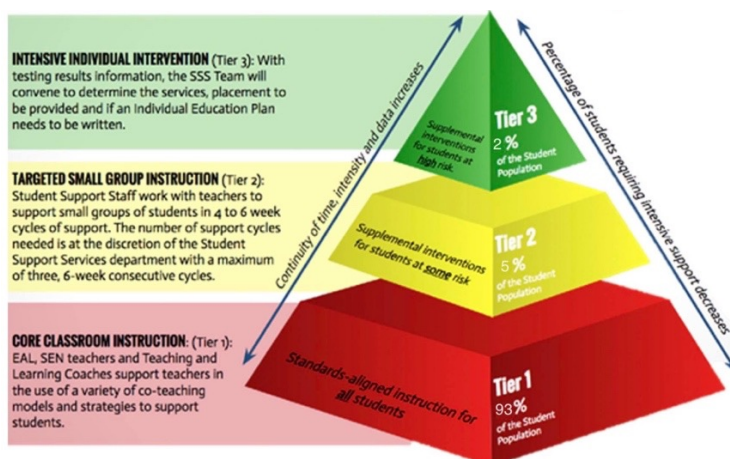 INTENSIVE INDIVIDUAL INTERVENTION (Tier 3): With
testing results information, the SSS Team will
convene to determine the services, placement to
be provided and if an Individual Education Plan
needs to be written.
TARGETED SMALL GROUP INSTRUCTION (Tier 2):
Student Support Staff work with teachers to
support small groups of students in 4 to 6 week
cycles of support. The number of support cycles
needed is at the discretion of the Student
Support Services department with a maximum
of three, 6-week consecutive cycles.
CORE CLASSROOM INSTRUCTION: (Tier 1):
EAL, SEN teachers and Teaching and
Learning Coaches support teachers in
the use of a variety of co-teaching
models and strategies to support
students.
Continuity of time, intensity and data increases
Supplemental
interventions
for students at
high risk.
Tier 3
2 %
of the Student
Population
Supplemental interventions
for students at some risk
Tier 2
5 %
of the Student
Population
Standards-aligned instruction for
all students
Tier 1
93%
of the Student
Population
Percentage of students requiring intensive support decreases